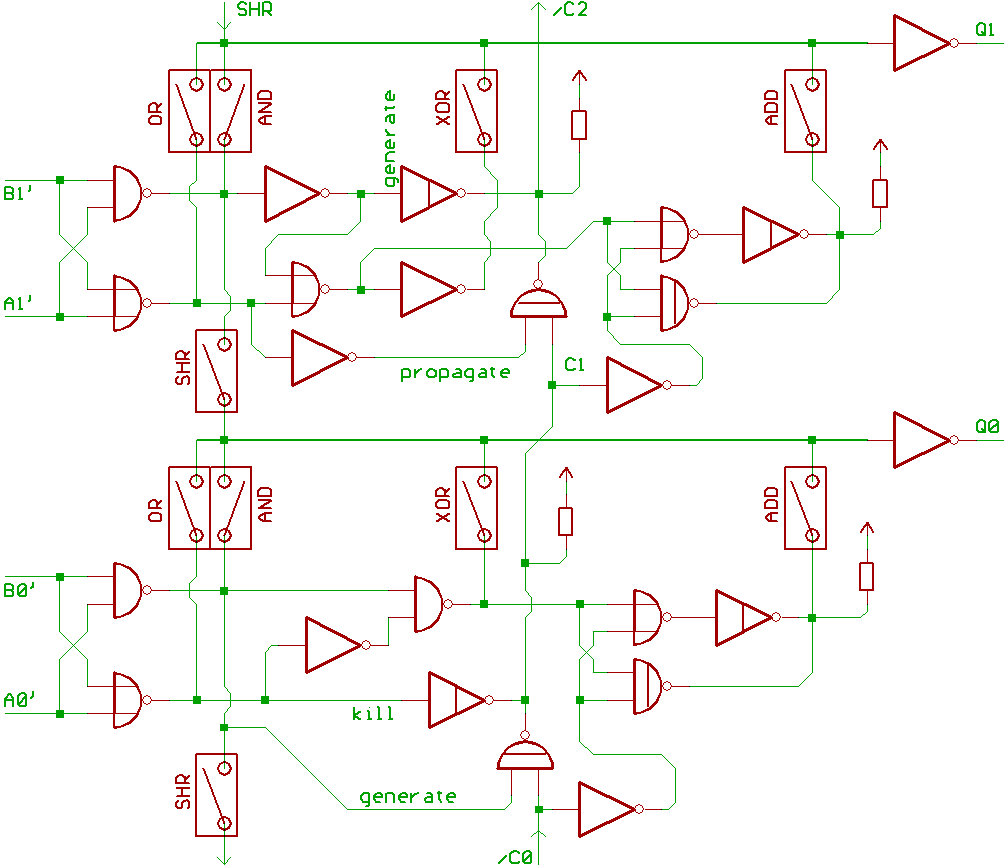 SHR
/C2
Q1
OR
AND
generate
XOR
ADD
B1'
A1'
SHR
propagate
C1
Q0
OR
AND
XOR
ADD
B0'
A0'
kill
SHR
generate
/C0